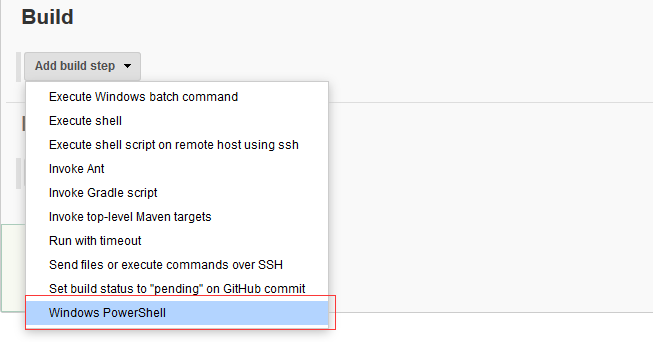 Build
Add build step
Execute Windows batch command
Execute shell
Execute shell script on remote host using ssh
Invoke Ant
Invoke Gradle script
Invoke top-level Maven targets
Run with timeout
Send files or execute commands over SSH
Set build status to "pending" on GitHub commit
Windows PowerShell